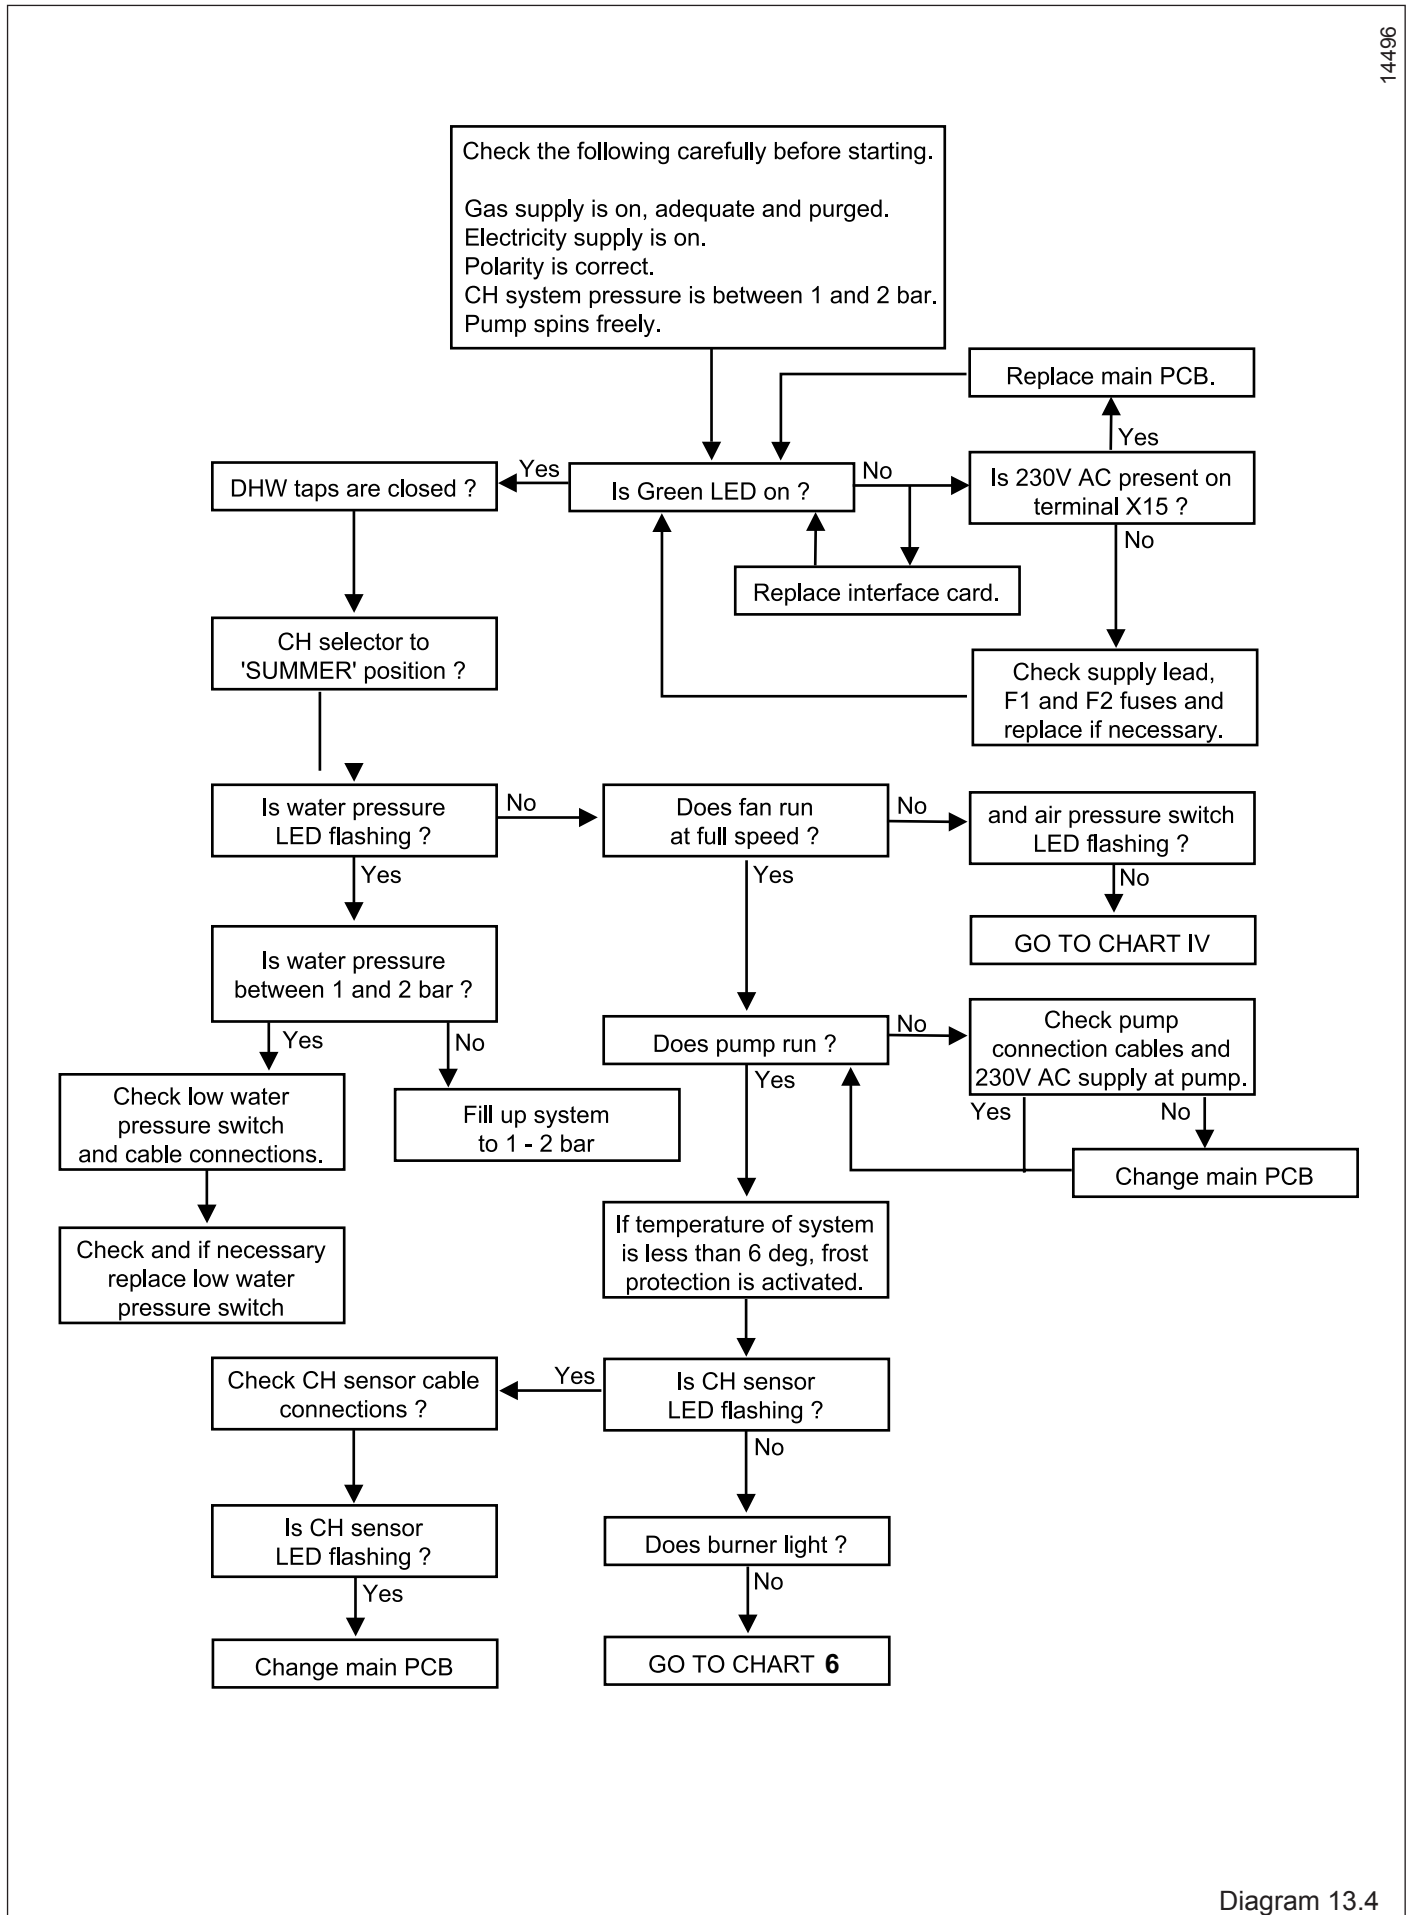 14496
Check the following carefully before starting.
Gas supply is on, adequate and purged.
Electricity supply is on.
Polarity is correct.
CH system pressure is between 1 and 2 bar.
Pump spins freely.
Replace main PCB.
Yes
DHW taps are closed ?
Yes
Is Green LED on ?
No
Is 230V AC present on
terminal X15 ?
No
Replace interface card.
CH selector to
'SUMMER' position ?
Check supply lead,
F1 and F2 fuses and
replace if necessary.
Is water pressure
LED flashing ?
No
Does fan run
at full speed ?
No
and air pressure switch
LED flashing ?
Yes
Yes
No
GO TO CHART IV
Is water pressure
between 1 and 2 bar ?
Yes
No
Does pump run ?
No
Check pump
connection cables and
230V AC supply at pump.
Yes
Yes
No
Check low water
pressure switch
and cable connections.
Fill up system
to 1 - 2 bar
Change main PCB
Check and if necessary
replace low water
pressure switch
If temperature of system
is less than 6 deg, frost
protection is activated.
Check CH sensor cable
connections ?
Yes
Is CH sensor
LED flashing ?
No
Is CH sensor
LED flashing ?
Yes
Does burner light ?
No
Change main PCB
GO TO CHART 6
Diagram 13.4